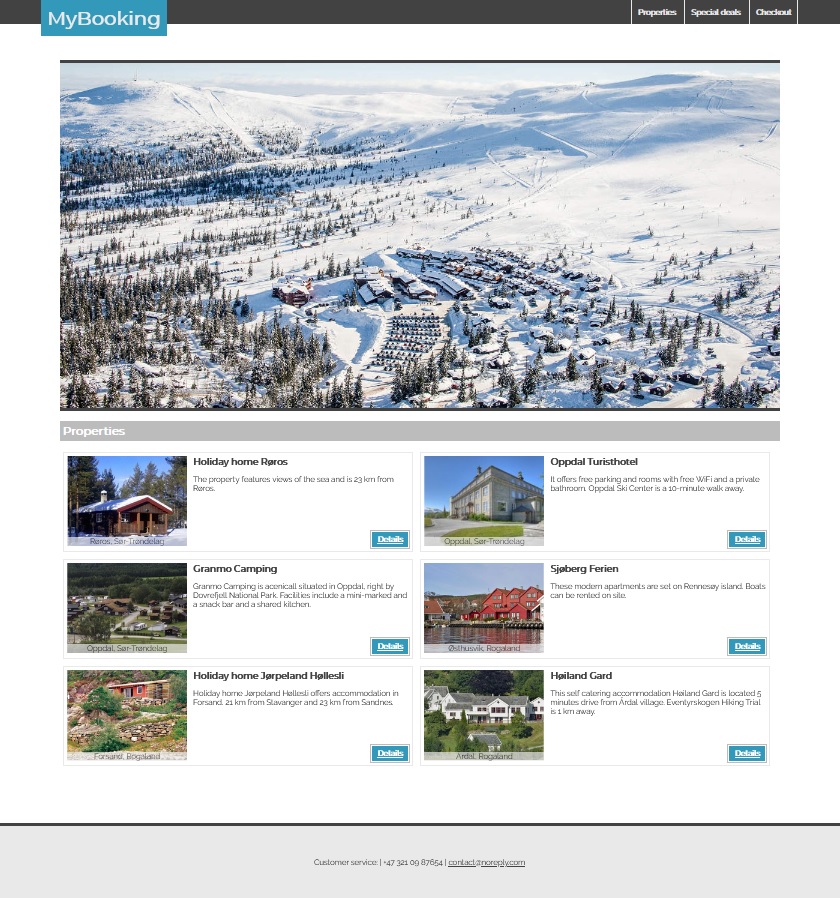 MyBooking
Properties
Special deals
Checkout
Properties
Holiday home Røros
The property features views of the sea and is 23 km from
Røros.
Røros, Sør-Trøndelag
Details
Oppdal Turisthotel
It offers free parking and rooms with free WiFi and a private
bathroom. Oppdal Ski Center is a 10-minute walk away.
Oppdal, Sør-Trøndelag
Details
Granmo Camping
Granmo Camping is acenicall situated in Oppdal, right by
Dovrefjell National Park. Facilities include a mini-marked and
a snack bar and a shared kitchen.
Oppdal, Sør-Trøndelag
Details
Sjøberg Ferien
These modern apartments are set on Rennesøy island. Boats
can be rented on site.
Østhusvik, Rogaland
Details
Holiday home Jørpeland Høllesli
Holiday home Jørpeland Høllesli offers accommodation in
Forsand. 21 km from Stavanger and 23 km from Sandnes.
Forsand, Rogaland
Details
Høiland Gard
This self catering accommodation Høiland Gard is located 5
minutes drive from Årdal village. Eventyrskogen Hiking Trial
is 1 km away.
Årdal, Rogaland
Details
Customer service: | +47 321 09 87654 | contact@noreply.com